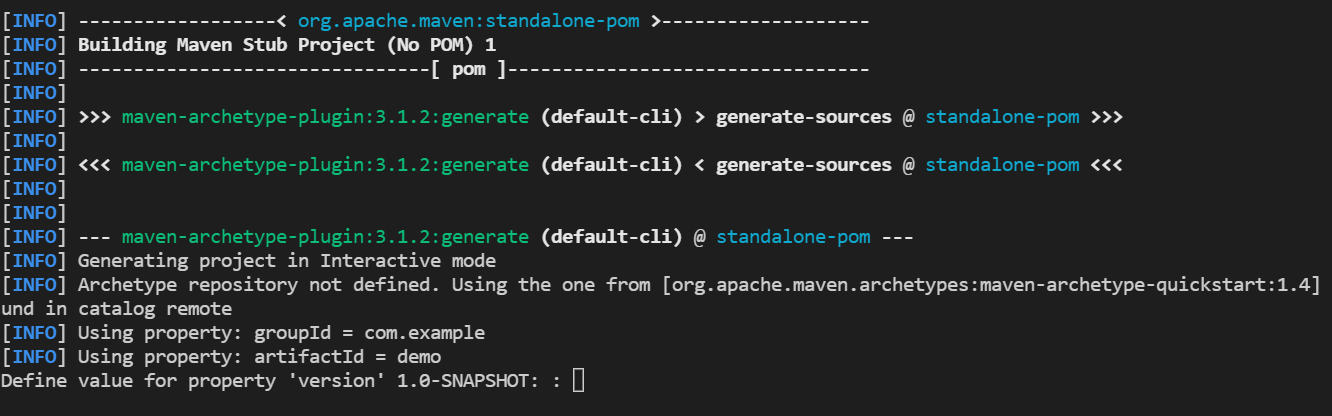 [INFO] ------------------< org.apache.maven:standalone-pom >-------------------
[INFO] Building Maven Stub Project (No POM) 1
[INFO] --------------------------------[ pom ]---------------------------------
[INFO]
[INFO] >>> maven-archetype-plugin:3.1.2:generate (default-cli) > generate-sources @ standalone-pom >>>
[INFO]
[INFO] <<< maven-archetype-plugin:3.1.2:generate (default-cli) < generate-sources @ standalone-pom <<<
[INFO]
[INFO]
[INFO] --- maven-archetype-plugin:3.1.2:generate (default-cli) @ standalone-pom ---
[INFO] Generating project in Interactive mode
[INFO] Archetype repository not defined. Using the one from [org.apache.maven.archetypes:maven-archetype-quickstart:1.4]
und in catalog remote
[INFO] Using property: groupId = com.example
[INFO] Using property: artifactId = demo
Define value for property 'version' 1.0-SNAPSHOT: :